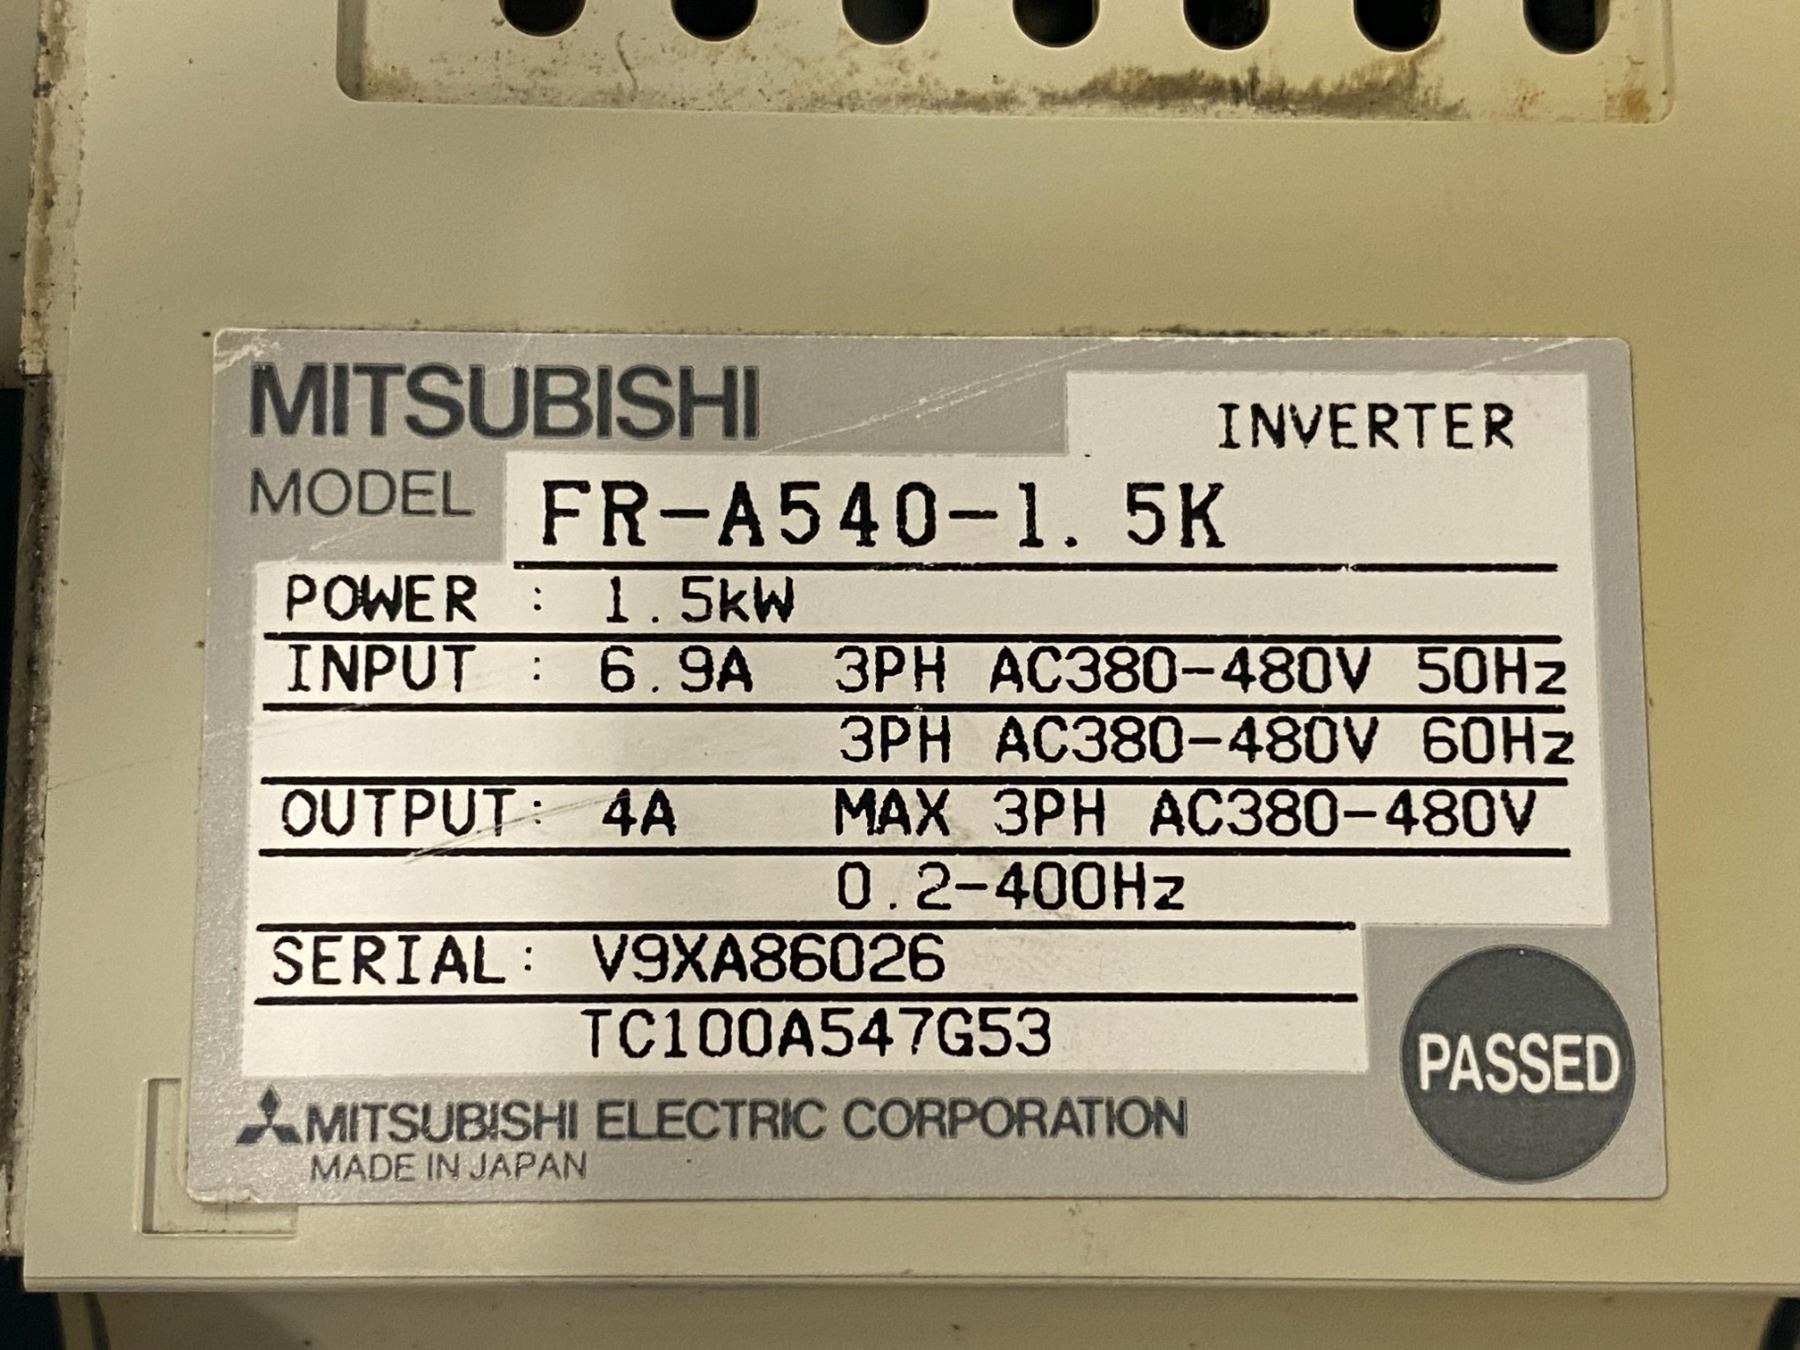 MITSUBISHI
INVERTER
MODEL FR-A540-1.5K
POWER : 1.5kW
INPUT : 6.9A 3PH AC380-480V 50Hz
3PH AC380-480V 60Hz
OUTPUT: 4A MAX 3PH AC380-480V
0.2-400Hz
SERIAL: V9XA86026
TC100A547G53
PASSED
MITSUBISHI ELECTRIC CORPORATION
MADE IN JAPAN